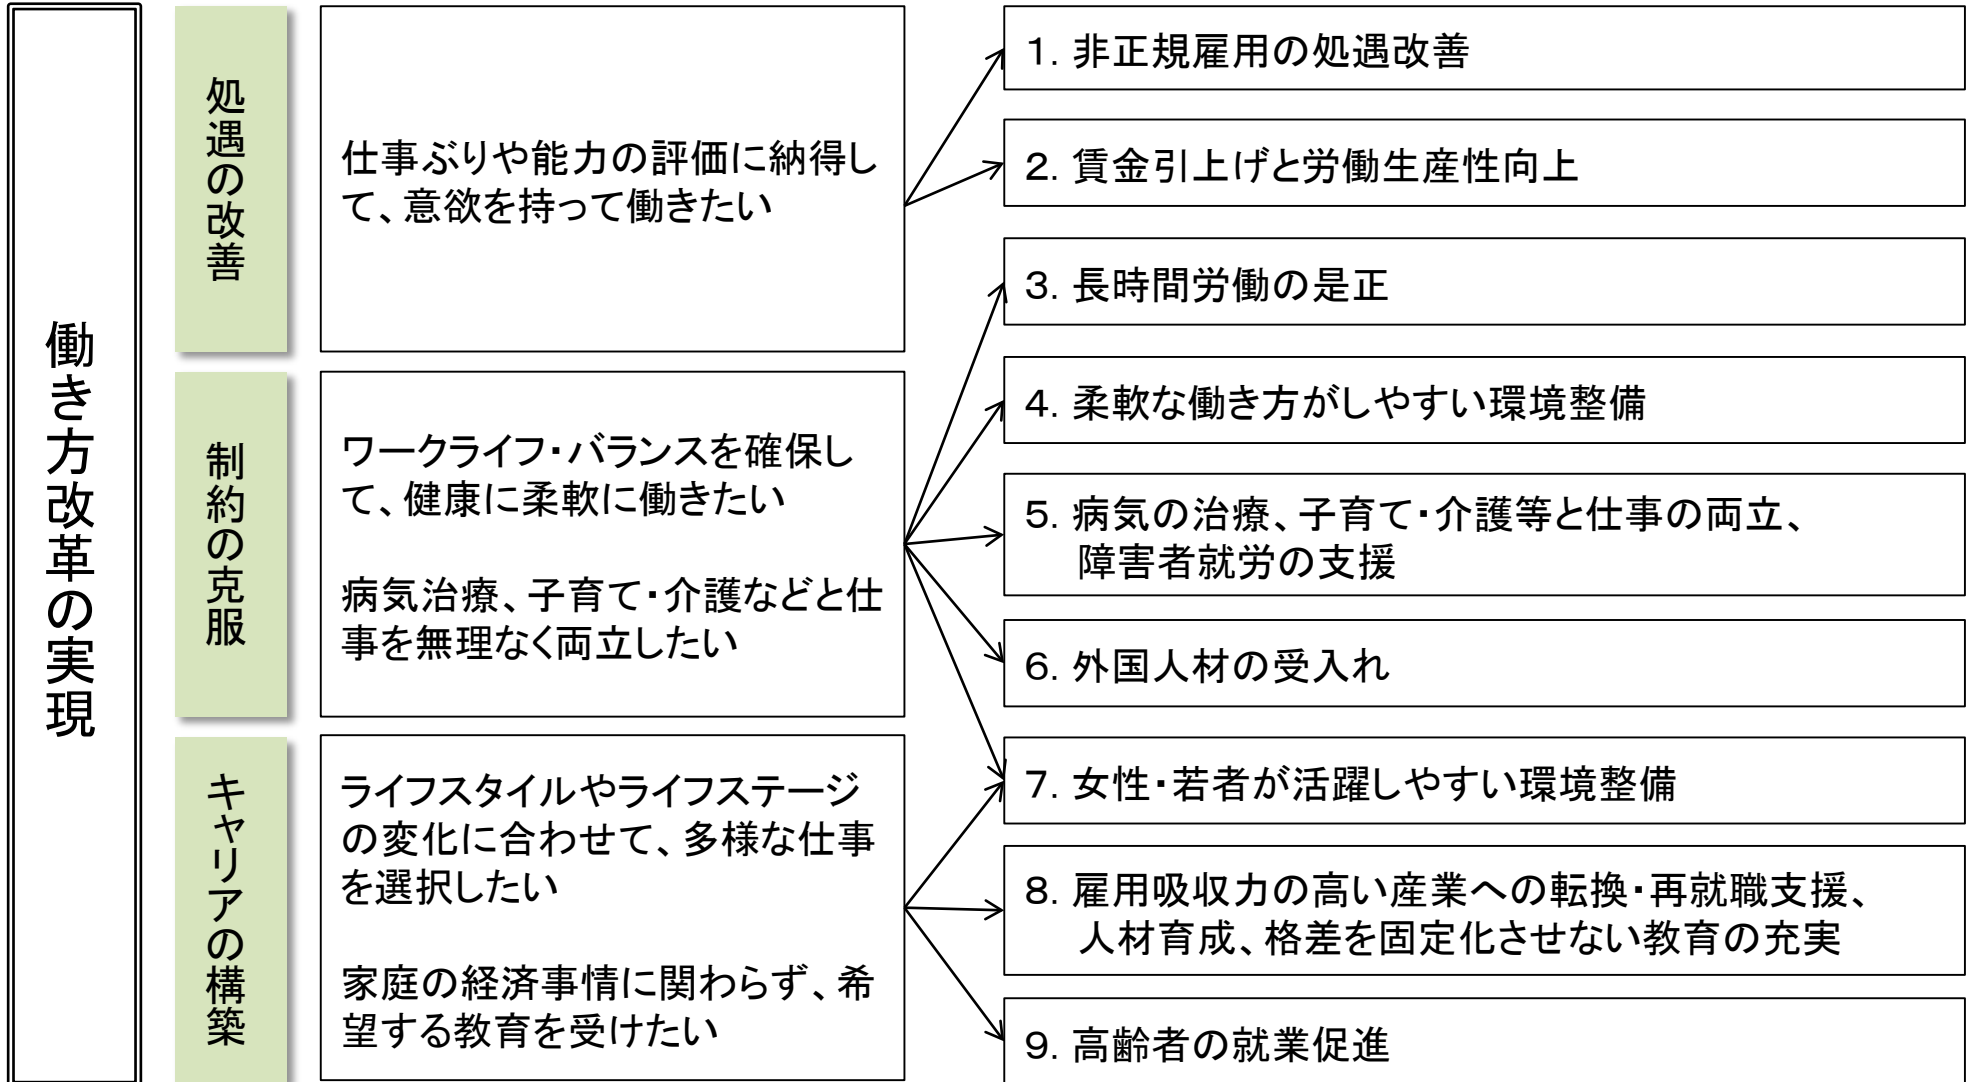 働き方改革の実現
処遇の改善
仕事ぶりや能力の評価に納得し
て、意欲を持って働きたい
1. 非正規雇用の処遇改善
2. 賃金引上げと労働生産性向上
制約の克服
ワークライフ・バランスを確保し
て、健康に柔軟に働きたい
病気治療、子育て・介護などと仕
事を無理なく両立したい
3. 長時間労働の是正
4. 柔軟な働き方がしやすい環境整備
5. 病気の治療、子育て・介護等と仕事の両立、
障害者就労の支援
6. 外国人材の受入れ
7. 女性・若者が活躍しやすい環境整備
キャリアの構築
ライフスタイルやライフステージ
の変化に合わせて、多様な仕事
を選択したい
家庭の経済事情に関わらず、希
望する教育を受けたい
8. 雇用吸収力の高い産業への転換・再就職支援、
人材育成、格差を固定化させない教育の充実
9. 高齢者の就業促進